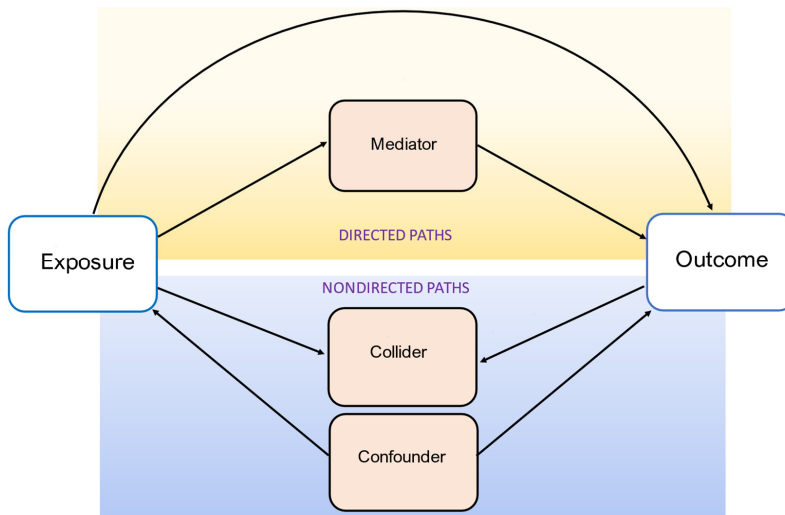 Mediator
DIRECTED PATHS
Exposure
Outcome
NONDIRECTED PATHS
Collider
Confounder